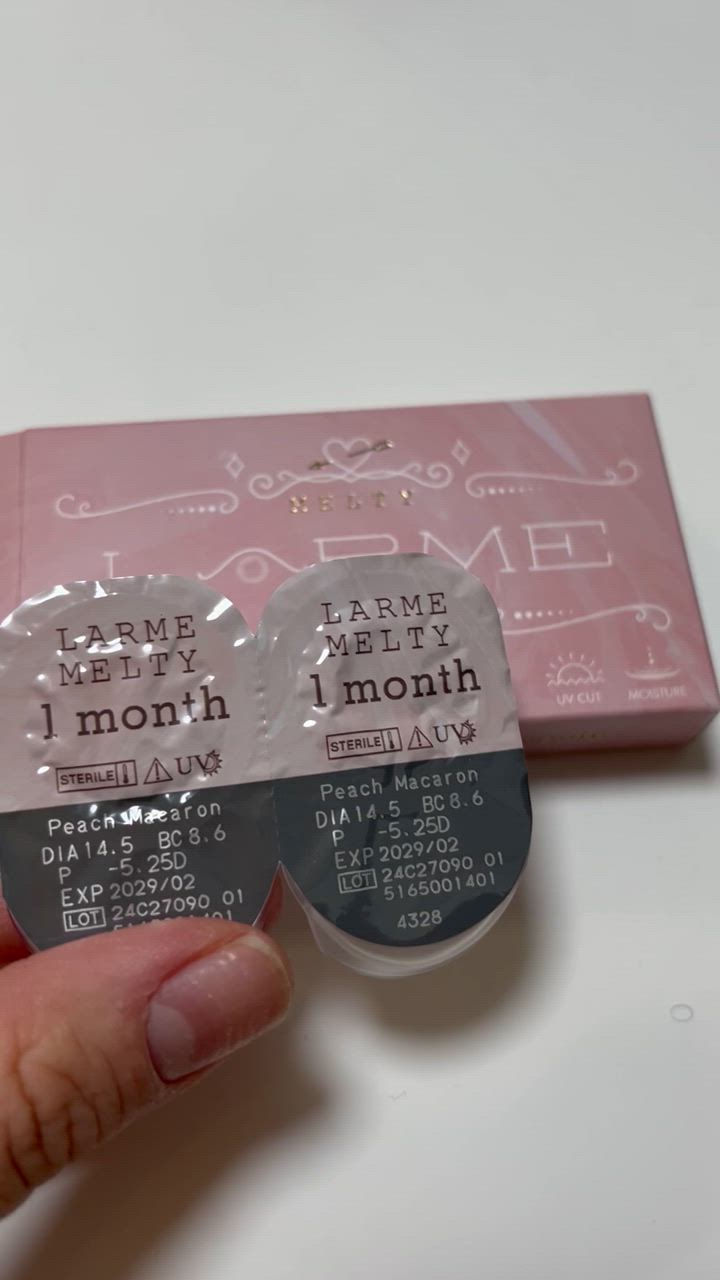 MELTY
LARME
UV CUT
MOISTURE
LARME
MELTY
1 month
STERILE UV
Peach Macaron
DIA14.5 BC8.6
P -5.25D
EXP 2029/02
LOT 24C27090 01
LARME
MELTY
1 month
STERILE UV
Peach Macaron
DIA14.5 BC8.6
P -5.25D
EXP 2029/02
LOT 24C27090 01
5165001401
4328